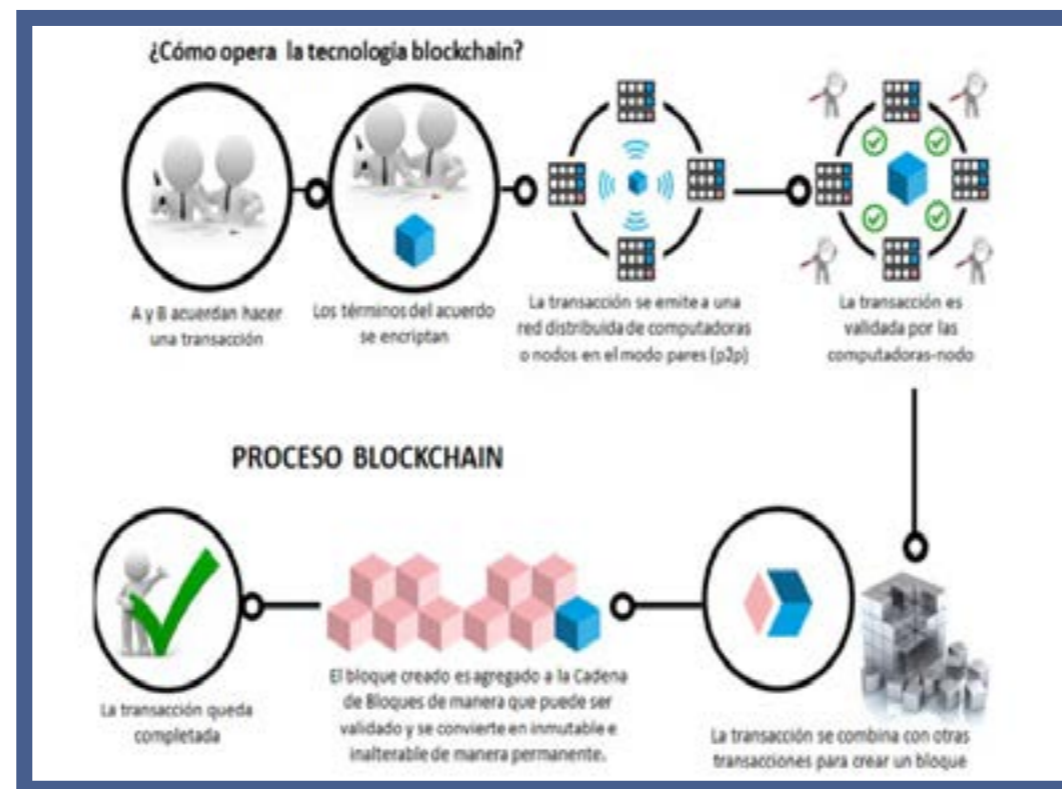 ¿Cómo opera la tecnología blockchain?
A y B acuerdan hacer
una transacción
Los términos del acuerdo
se encriptan
La transacción se emite a una
red distribuida de computadoras
o nodos en el modo pares (p2p)
La transacción es
validada por las
computadoras-nodo
PROCESO BLOCKCHAIN
La transacción se combina con otras
transacciones para crear un bloque
El bloque creado es agregado a la Cadena
de Bloques de manera que puede ser
validado y se convierte en inmutable e
inalterable de manera permanente.
La transacción queda
completada